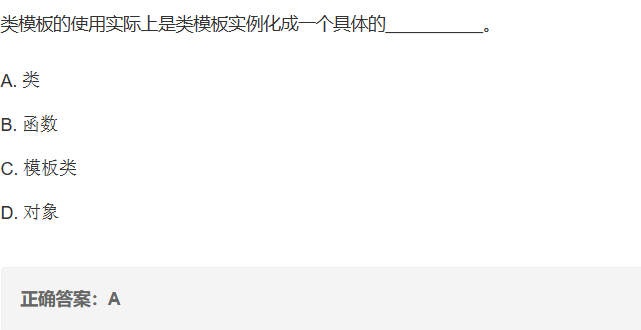 类模板的使用实际上是类模板实例化成一个具体的___________。
A. 类
B. 函数
C. 模板类
D. 对象
正确答案：A